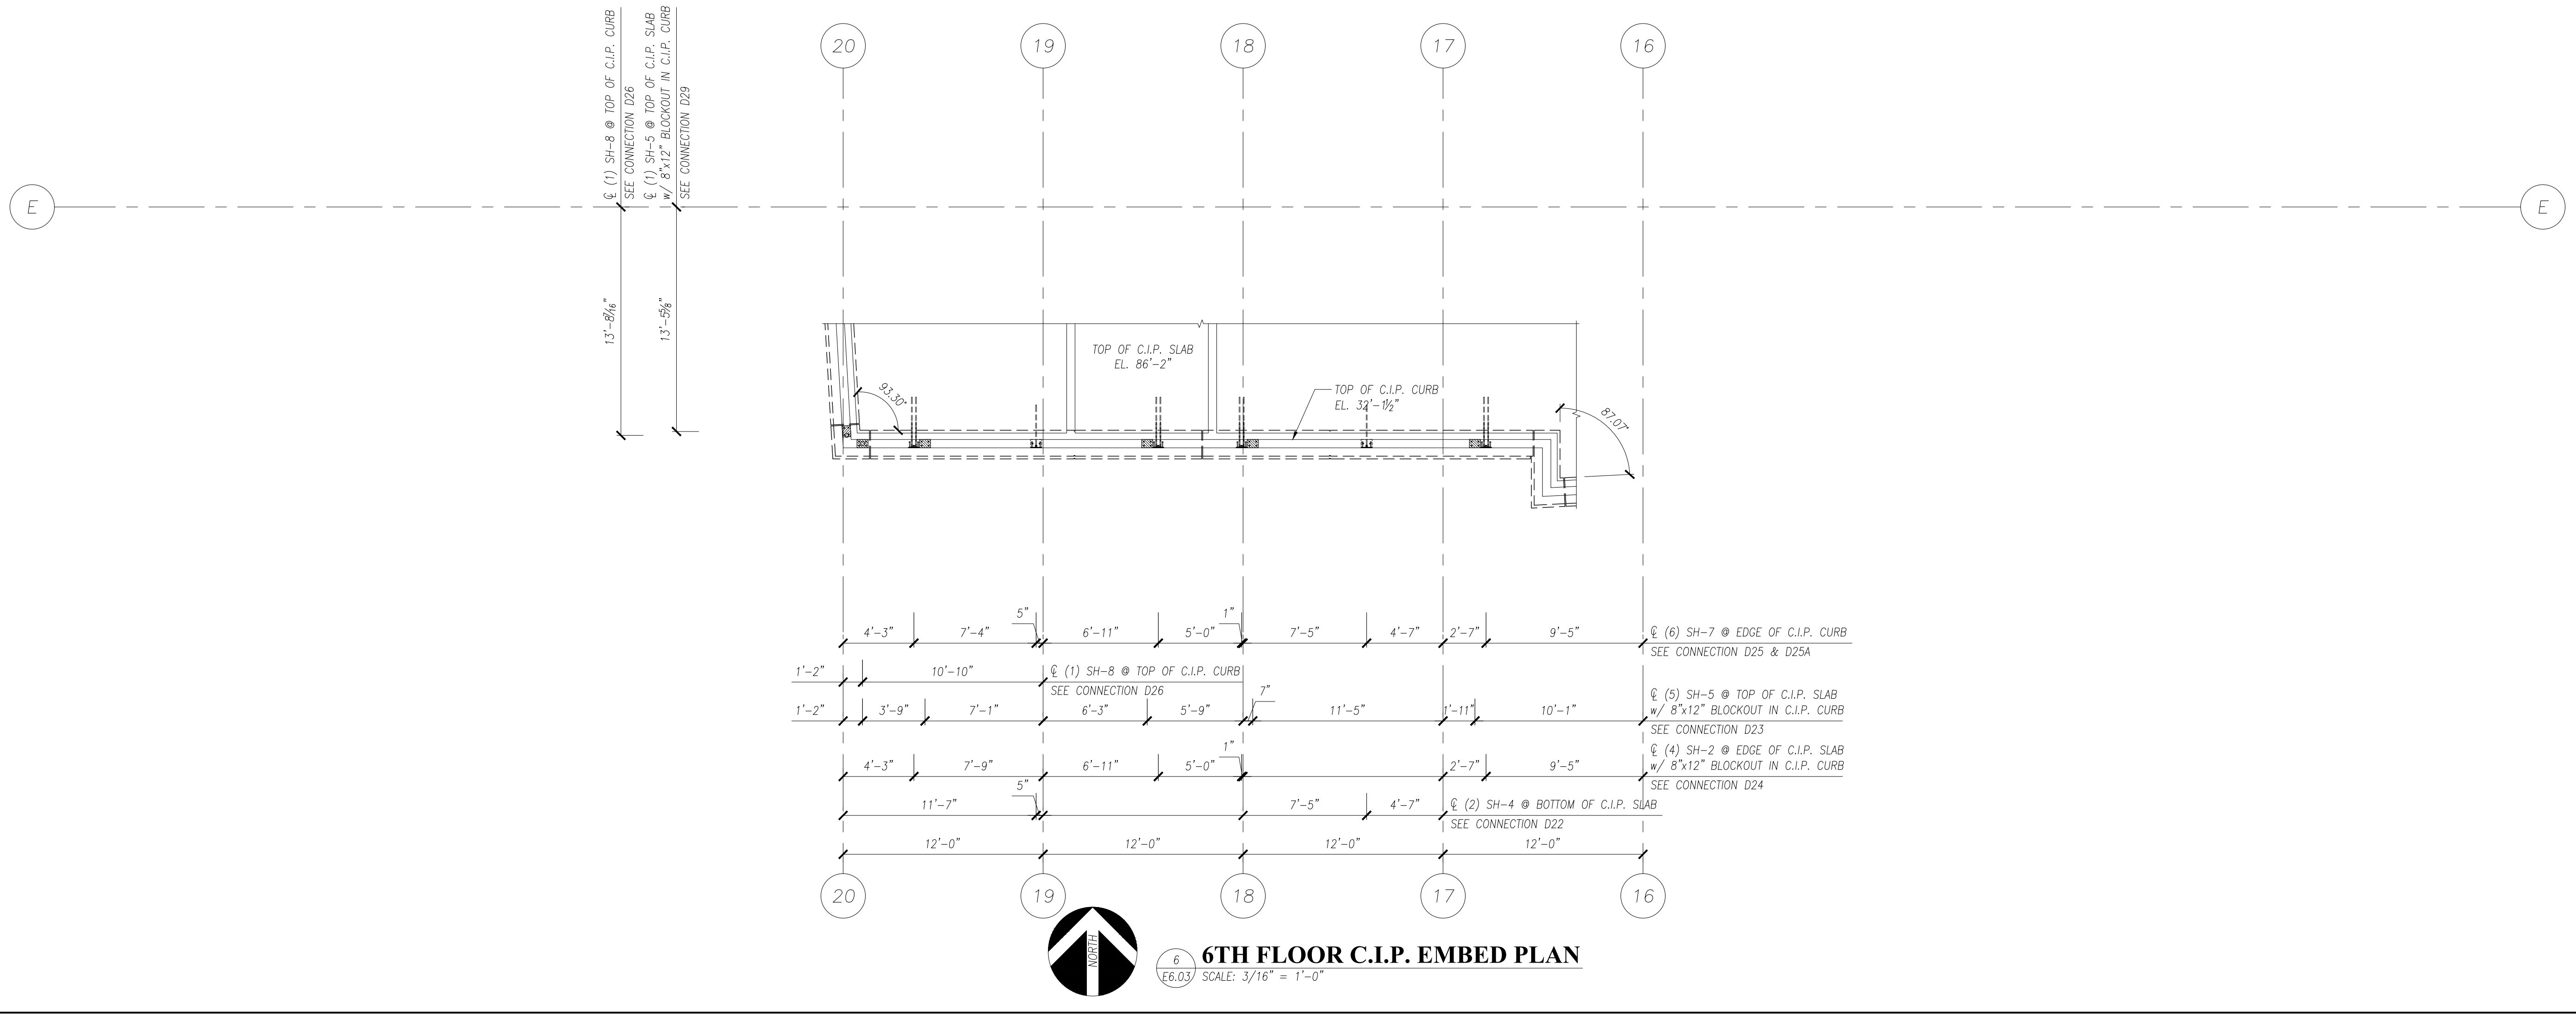 ℄ (1) SH-8 @ TOP OF C.I.P. CURB
SEE CONNECTION D26
℄ (1) SH-5 @ TOP OF C.I.P. SLAB
w/ 8"x12" BLOCKOUT IN C.I.P. CURB
SEE CONNECTION D29
20
19
18
17
16
E
E
13'-8 7/16"
13'-5 5/8"
TOP OF C.I.P. SLAB
EL. 86'-2"
TOP OF C.I.P. CURB
EL. 32'-1 1/2"
93.30°
87.07°
4'-3"
7'-4"
5"
6'-11"
5'-0"
1"
7'-5"
4'-7"
2'-7"
9'-5"
℄ (6) SH-7 @ EDGE OF C.I.P. CURB
SEE CONNECTION D25 & D25A
1'-2"
10'-10"
℄ (1) SH-8 @ TOP OF C.I.P. CURB
SEE CONNECTION D26
1'-2"
3'-9"
7'-1"
6'-3"
5'-9"
7"
11'-5"
1'-11"
10'-1"
℄ (5) SH-5 @ TOP OF C.I.P. SLAB
w/ 8"x12" BLOCKOUT IN C.I.P. CURB
SEE CONNECTION D23
4'-3"
7'-9"
6'-11"
5'-0"
1"
2'-7"
9'-5"
℄ (4) SH-2 @ EDGE OF C.I.P. SLAB
w/ 8"x12" BLOCKOUT IN C.I.P. CURB
SEE CONNECTION D24
11'-7"
5"
7'-5"
4'-7"
℄ (2) SH-4 @ BOTTOM OF C.I.P. SLAB
SEE CONNECTION D22
12'-0"
12'-0"
12'-0"
12'-0"
20
19
18
17
16
NORTH
6
E6.03
6TH FLOOR C.I.P. EMBED PLAN
SCALE: 3/16" = 1'-0"